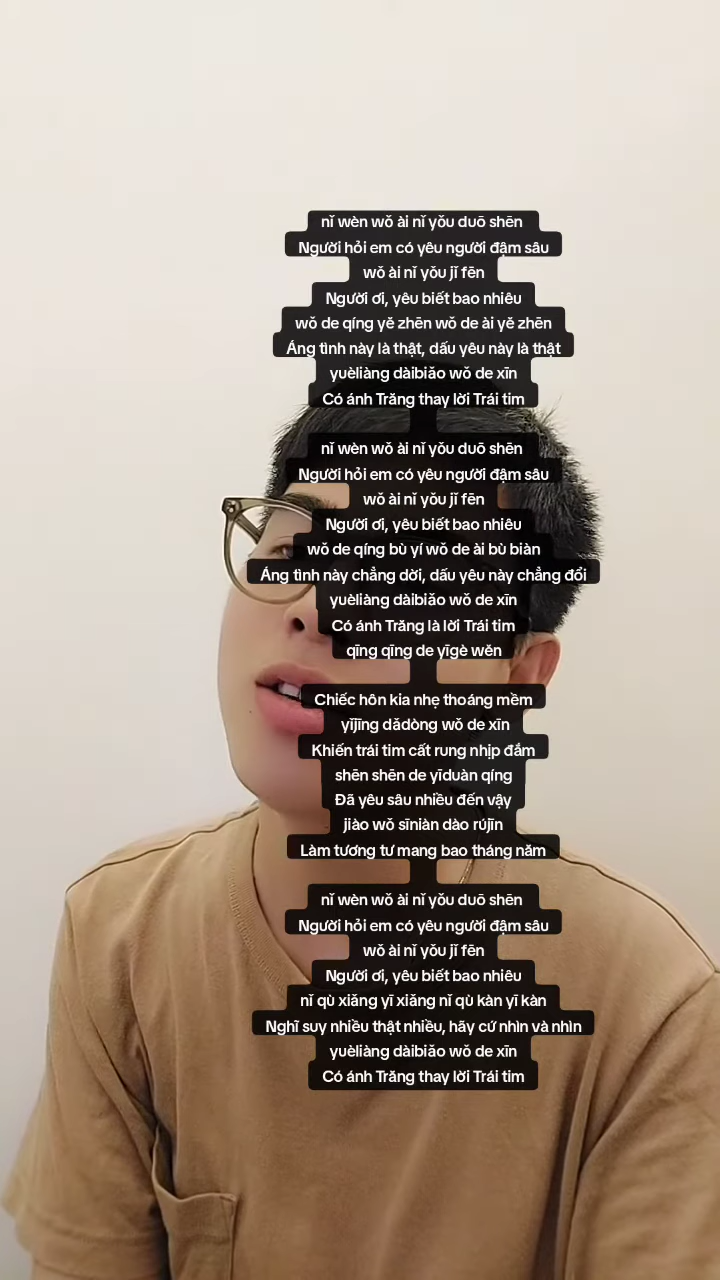 nǐ wèn wǒ ài nǐ yǒu duō shēn
Người hỏi em có yêu người đậm sâu
wǒ ài nǐ yǒu jǐ fēn
Người ơi, yêu biết bao nhiêu
wǒ de qíng yě zhēn wǒ de ài yě zhēn
Áng tình này là thật, dấu yêu này là thật
yuèliàng dàibiǎo wǒ de xīn
Có ánh Trăng thay lời Trái tim
nǐ wèn wǒ ài nǐ yǒu duō shēn
Người hỏi em có yêu người đậm sâu
wǒ ài nǐ yǒu jǐ fēn
Người ơi, yêu biết bao nhiêu
wǒ de qíng bù yí wǒ de ài bù biàn
Áng tình này chẳng dời, dấu yêu này chẳng đổi
yuèliàng dàibiǎo wǒ de xīn
Có ánh Trăng là lời Trái tim
qīng qīng de yīgè wěn
Chiếc hôn kia nhẹ thoáng mềm
yǐjīng dǎdòng wǒ de xīn
Khiến trái tim cất rung nhịp đắm
shēn shēn de yīduàn qíng
Đã yêu sâu nhiều đến vậy
jiào wǒ sīniàn dào rújīn
Làm tương tư mang bao tháng năm
nǐ wèn wǒ ài nǐ yǒu duō shēn
Người hỏi em có yêu người đậm sâu
wǒ ài nǐ yǒu jǐ fēn
Người ơi, yêu biết bao nhiêu
nǐ qù xiǎng yī xiǎng nǐ qù kàn yī kàn
Nghĩ suy nhiều thật nhiều, hãy cứ nhìn và nhìn
yuèliàng dàibiǎo wǒ de xīn
Có ánh Trăng thay lời Trái tim